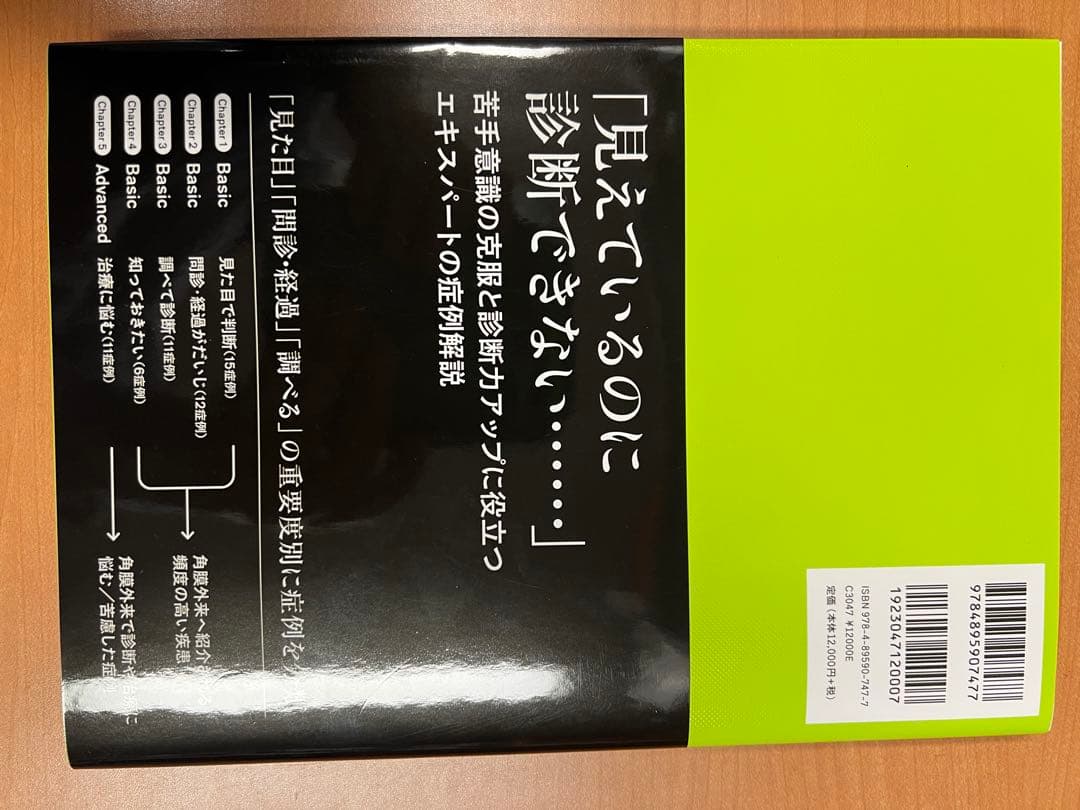 「見えているのに
診断できない……」
苦手意識の克服と診断力アップに役立つ
エキスパートの症例解説
「見た目」「問診・経過」「調べる」の重要度別に症例を
Chapter 1 Basic 見た目で判断（15症例）
Chapter 2 Basic 問診・経過がだいじ（12症例）
Chapter 3 Basic 調べて診断（11症例）
Chapter 4 Basic 知っておきたい（6症例）
Chapter 5 Advanced 治療に悩む（11症例）
角膜外来へ紹介
頻度の高い疾患
角膜外来で診断や治療に
悩む／苦慮した症例
9784895907477
1923047120007
ISBN 978-4-89590-747-7
C3047 ¥12000E
定価（本体12,000円＋税）